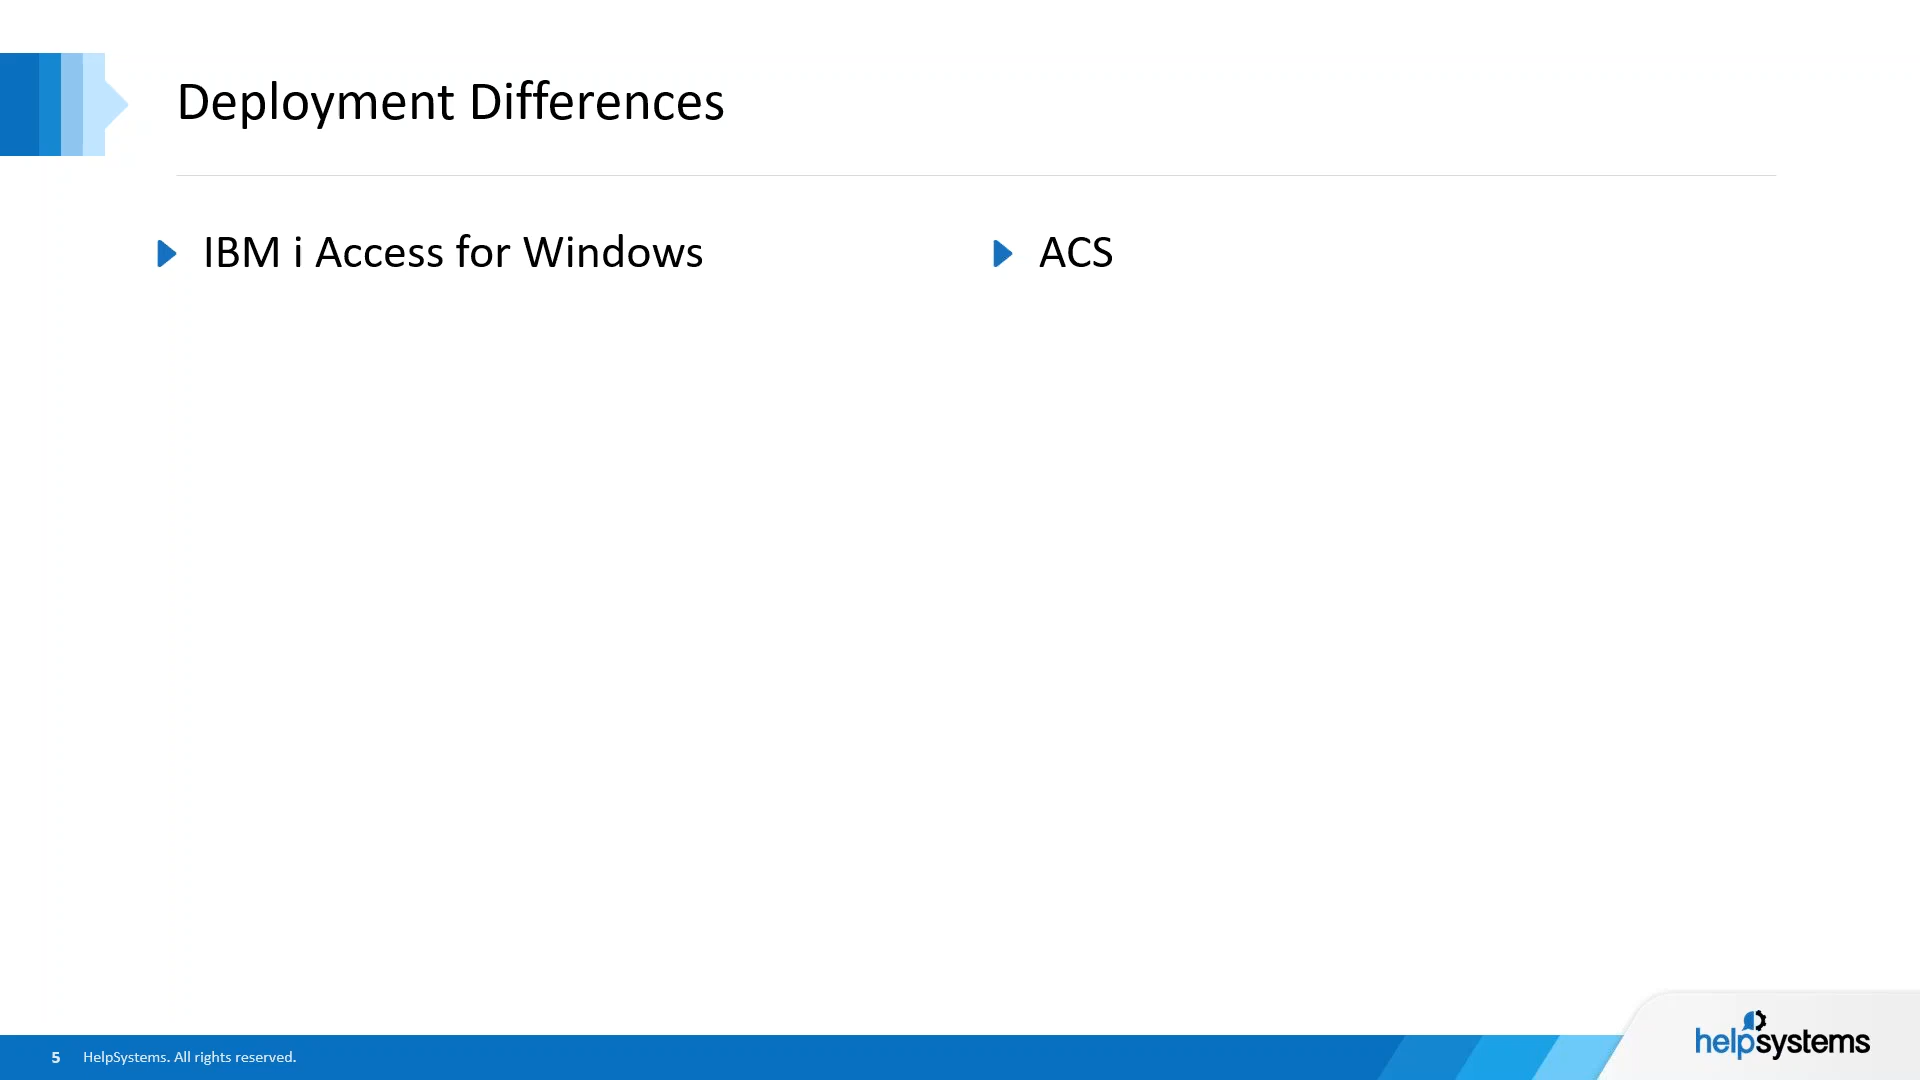 Deployment Differences
IBM i Access for Windows
ACS
5 HelpSystems. All rights reserved.
helpsystems